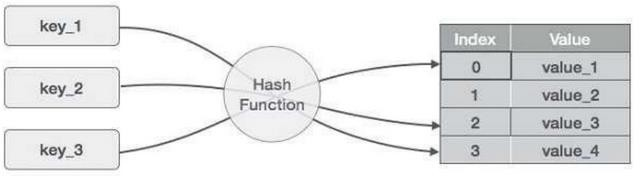 key_1
key_2
key_3
Hash
Function
Index Value
0 value_1
1 value_2
2 value_3
3 value_4